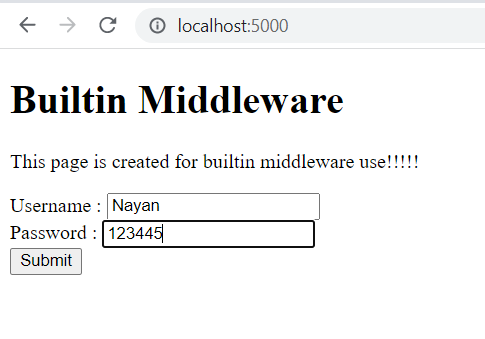 localhost:5000
Builtin Middleware
This page is created for builtin middleware use!!!!!
Username : Nayan
Password : 123445
Submit